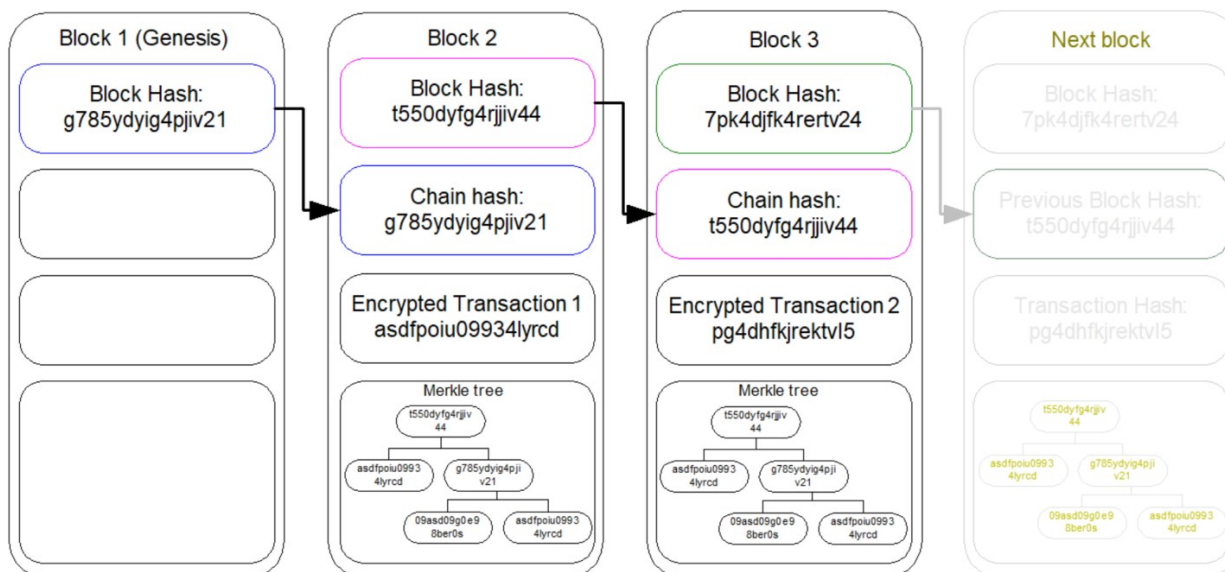 Block 1 (Genesis)
Block Hash:
g785ydyig4pjiv21
Block 2
Block Hash:
t550dyfg4rjjiv44
Chain hash:
g785ydyig4pjiv21
Encrypted Transaction 1
asdfpoiu09934lyrcd
Merkle tree
t550dyfg4rjjiv
44
asdfpoiu0993
4lyrcd
g785ydyig4pji
v21
09asd09g0e9
8ber0s
asdfpoiu0993
4lyrcd
Block 3
Block Hash:
7pk4djfk4rertv24
Chain hash:
t550dyfg4rjjiv44
Encrypted Transaction 2
pg4dhfkjrektvl5
Merkle tree
t550dyfg4rjjiv
44
asdfpoiu0993
4lyrcd
g785ydyig4pji
v21
09asd09g0e9
8ber0s
asdfpoiu0993
4lyrcd
Next block
Block Hash:
7pk4djfk4rertv24
Previous Block Hash:
t550dyfg4rjjiv44
Transaction Hash:
pg4dhfkjrektvl5
t550dyfg4rjjiv
44
asdfpoiu0993
4lyrcd
g785ydyig4pji
v21
09asd09g0e9
8ber0s
asdfpoiu0993
4lyrcd